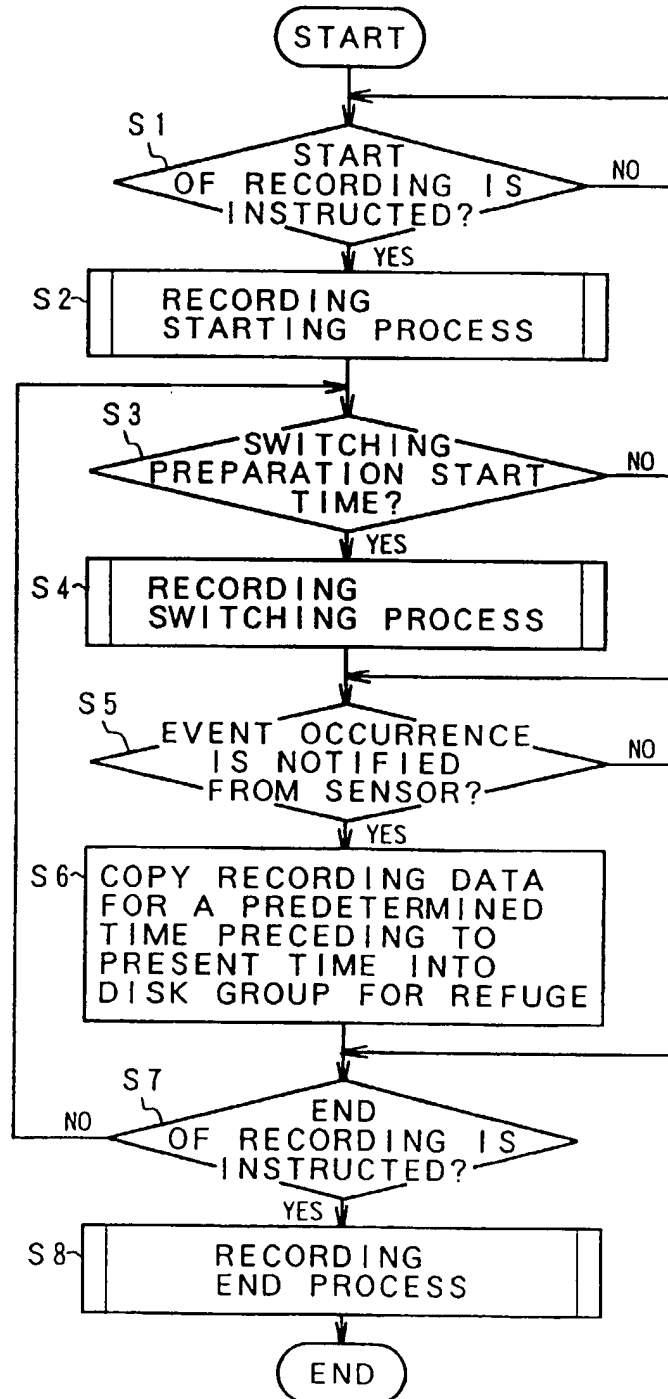 START
S1
START
OF RECORDING IS
INSTRUCTED?
NO
YES
S2
RECORDING
STARTING PROCESS
S3
SWITCHING
PREPARATION START
TIME?
NO
YES
S4
RECORDING
SWITCHING PROCESS
S5
EVENT OCCURRENCE
IS NOTIFIED
FROM SENSOR?
NO
YES
S6
COPY RECORDING DATA
FOR A PREDETERMINED
TIME PRECEDING TO
PRESENT TIME INTO
DISK GROUP FOR REFUGE
S7
NO
END
OF RECORDING IS
INSTRUCTED?
YES
S8
RECORDING
END PROCESS
END